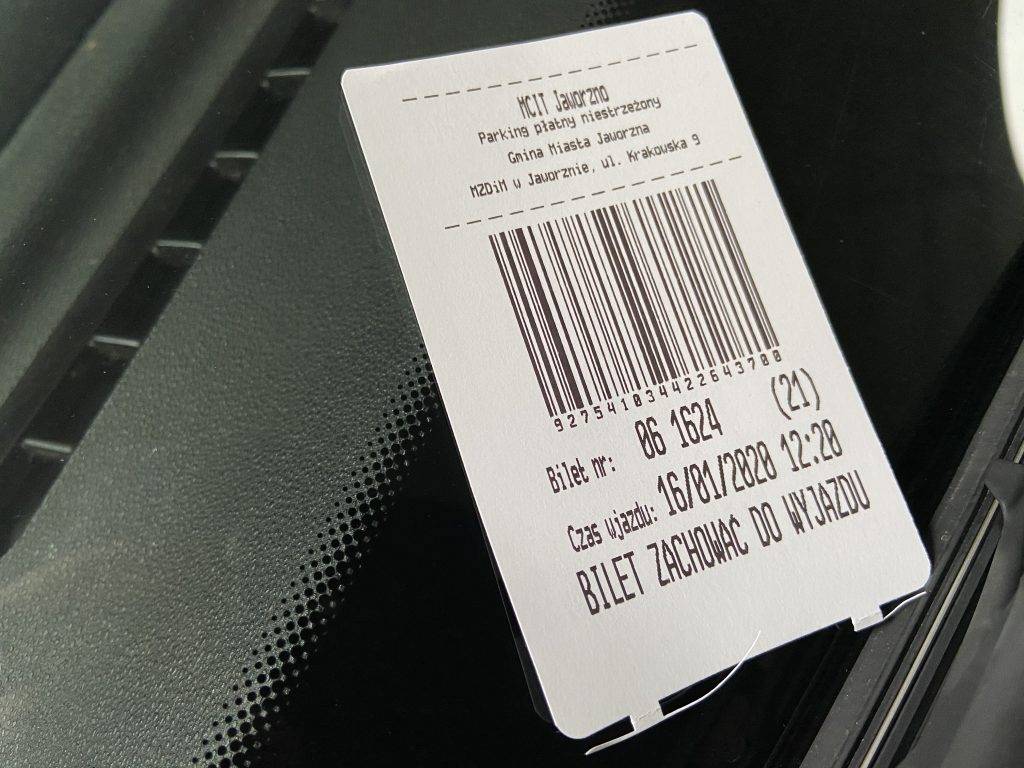 MCIT Jaworzno
Parking płatny niestrzeżony
Gmina Miasta Jaworzna
MZDiM w Jaworznie, ul. Krakowska 9
927541034422643700
Bilet nr: 06 1624 (21)
Czas wjazdu: 16/01/2020 12:20
BILET ZACHOWAĆ DO WYJAZDU